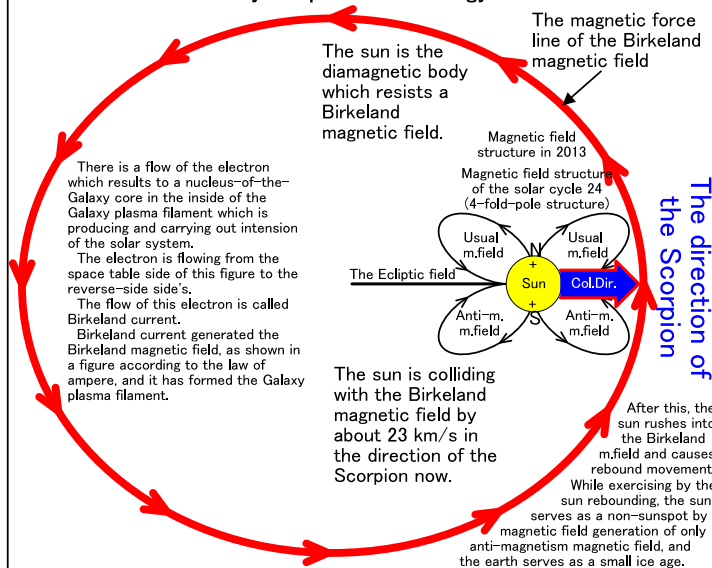 The magnetic force
line of the Birkeland
magnetic field
The sun is the
diamagnetic body
which resists a
Birkeland
magnetic field.
Magnetic field
structure in 2013
Magnetic field structure
of the solar cycle 24
(4-fold-pole structure)
There is a flow of the electron
which results to a nucleus-of-the-
Galaxy core in the inside of the
Galaxy plasma filament which is
producing and carrying out intension
of the solar system.
The electron is flowing from the
space table side of this figure to the
reverse-side side's.
The flow of this electron is called
Birkeland current.
Birkeland current generated the
Birkeland magnetic field, as shown in
a figure according to the law of
ampere, and it has formed the Galaxy
plasma filament.
Usual
m.field
N
+
Usual
m.field
The Ecliptic field
Sun
Col.Dir.
Anti-m.
m.field
+
S
Anti-m.
m.field
The direction of
the Scorpion
The sun is colliding
with the Birkeland
magnetic field by
about 23 km/s in
the direction of the
Scorpion now.
After this, the
sun rushes into
the Birkeland
m.field and causes
rebound movement
While exercising by the
sun rebounding, the sun
serves as a non-sunspot by
magnetic field generation of only
anti-magnetism magnetic field, and
the earth serves as a small ice age.